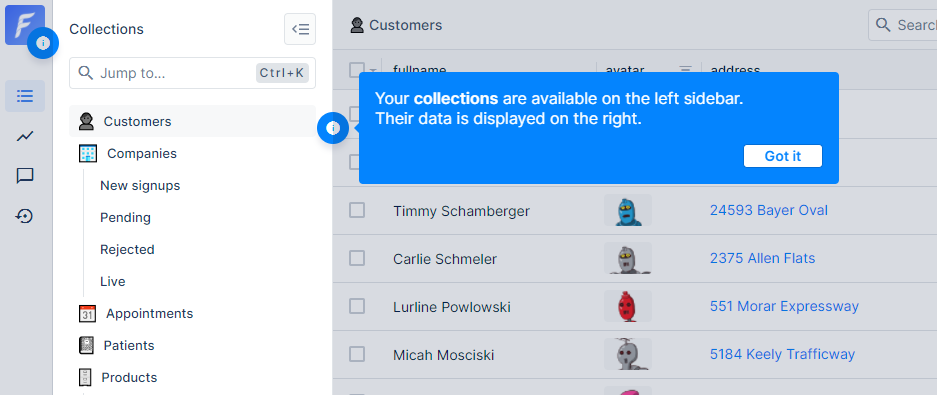 Collections
Jump to... Ctrl+K
Customers
Companies
New signups
Pending
Rejected
Live
Appointments
31
Patients
Products
Customers
Search
fullname avatar address
Your collections are available on the left sidebar.
Their data is displayed on the right.
Got it
Timmy Schamberger 24593 Bayer Oval
Carlie Schmeler 2375 Allen Flats
Lurline Powlowski 551 Morar Expressway
Micah Mosciski 5184 Keely Trafficway